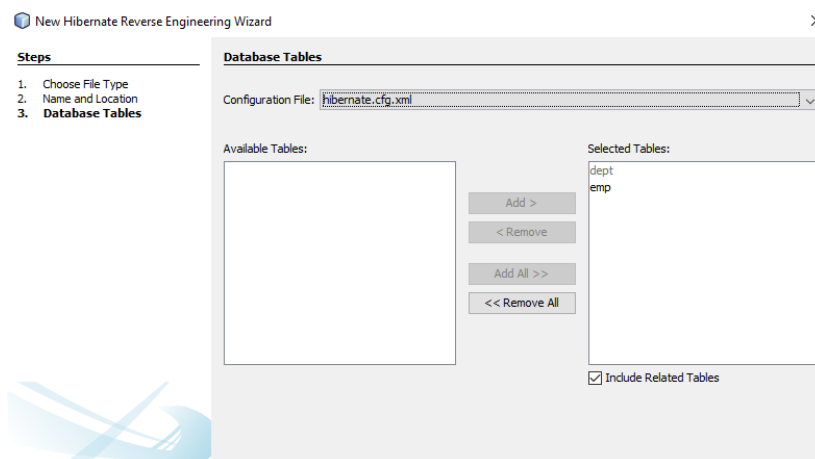 New Hibernate Reverse Engineering Wizard
Steps
1. Choose File Type
2. Name and Location
3. Database Tables
Database Tables
Configuration File: hibernate.cfg.xml
Available Tables:
Add >
< Remove
Add All >>
<< Remove All
Selected Tables:
dept
emp
Include Related Tables